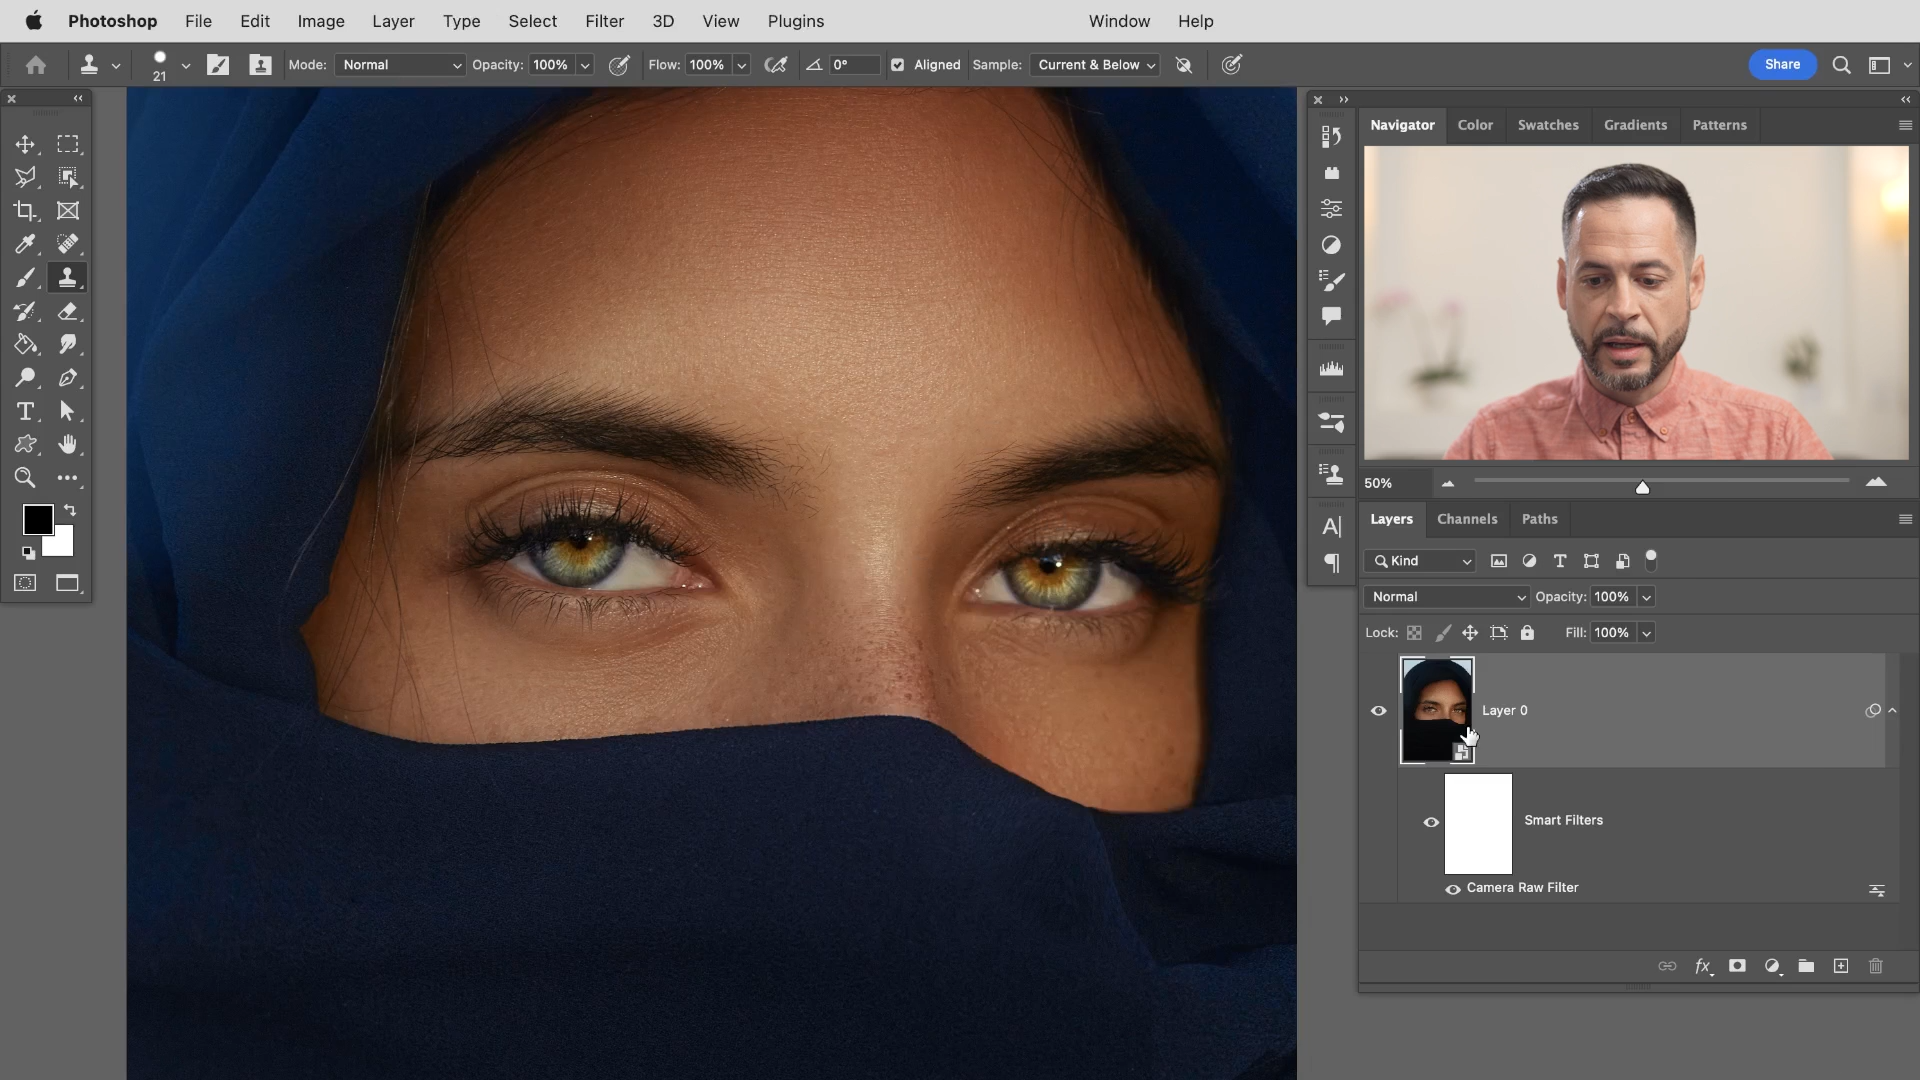 Photoshop File Edit Image Layer Type Select Filter 3D View Plugins Window Help
21 Mode: Normal Opacity: 100% Flow: 100% 0° Aligned Sample: Current & Below Share
Navigator Color Swatches Gradients Patterns
50%
Layers Channels Paths
Kind
Normal Opacity: 100%
Lock: Fill: 100%
Layer 0
Smart Filters
Camera Raw Filter
fx